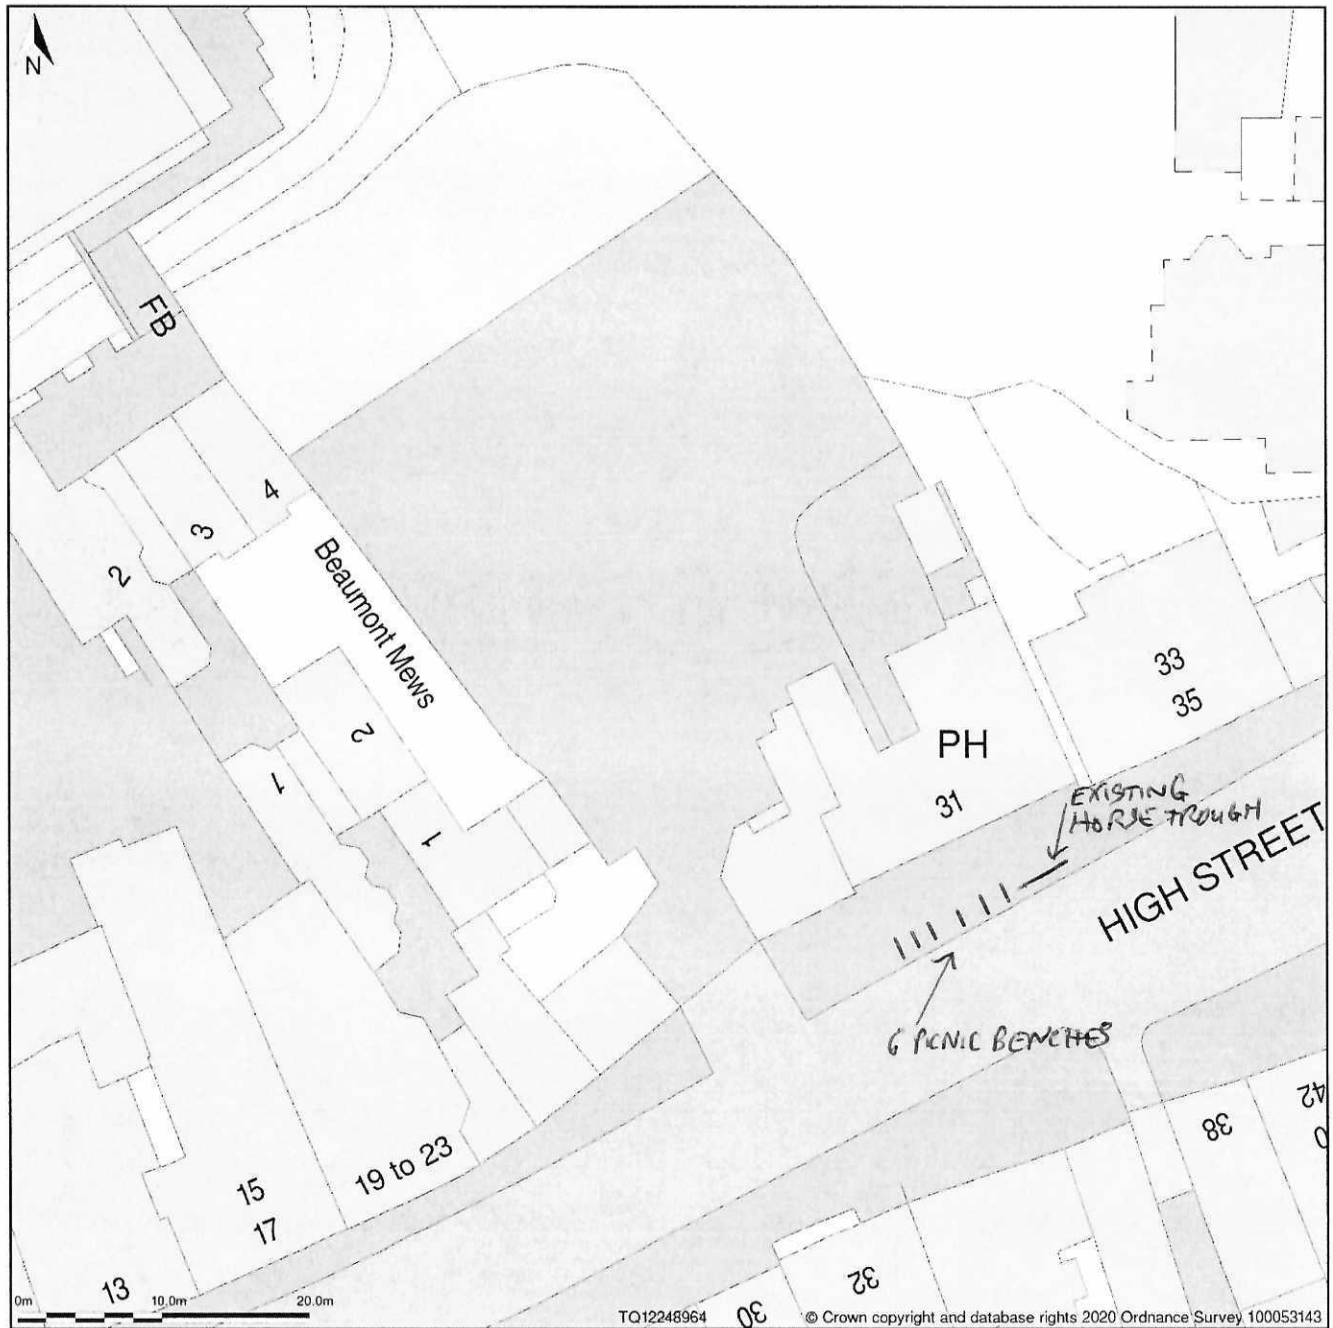 N
FB
4
3
2
Beaumont Mews
2
1
1
33
35
PH
31
EXISTING
HORSE TROUGH
HIGH STREET
6 PICNIC BENCHES
42
38
0
19 to 23
15
17
13
32
30
0m 10.0m 20.0m
TQ12248964
© Crown copyright and database rights 2020 Ordnance Survey 100053143